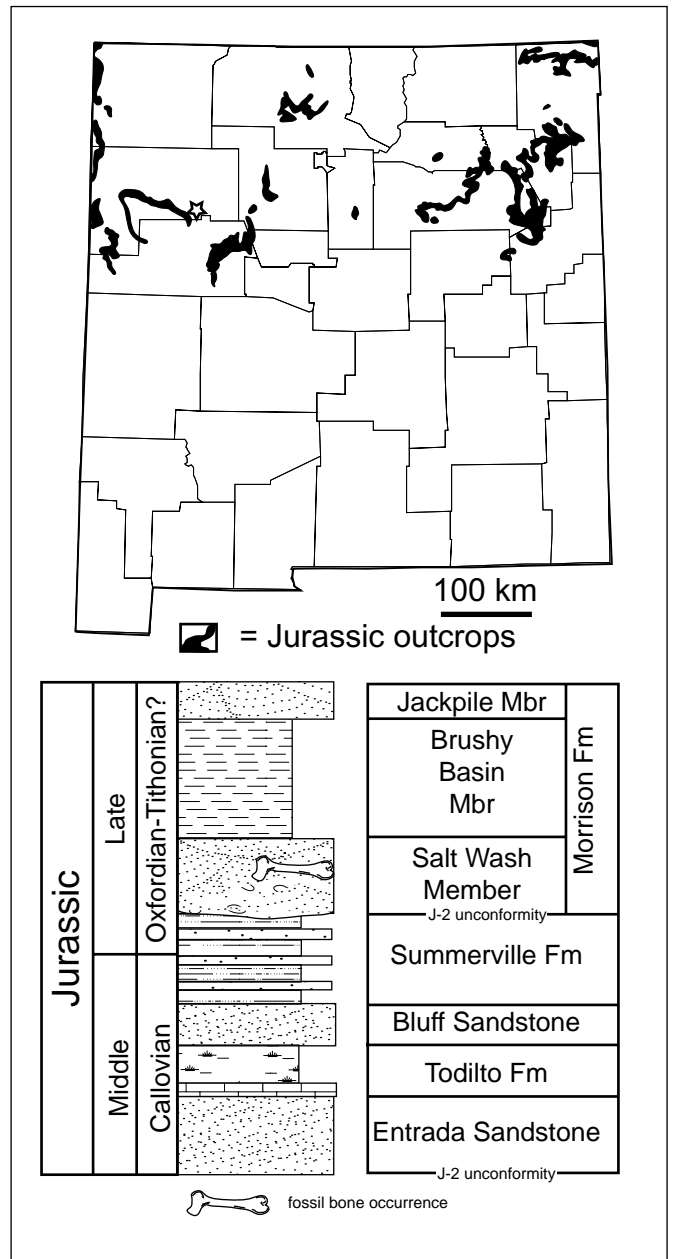 100 km
= Jurassic outcrops
Jurassic
Late
Middle
Oxfordian-Tithonian?
Callovian
Jackpile Mbr
Brushy
Basin
Mbr
Salt Wash
Member
Morrison Fm
J-2 unconformity
Summerville Fm
Bluff Sandstone
Todilto Fm
Entrada Sandstone
J-2 unconformity
fossil bone occurrence